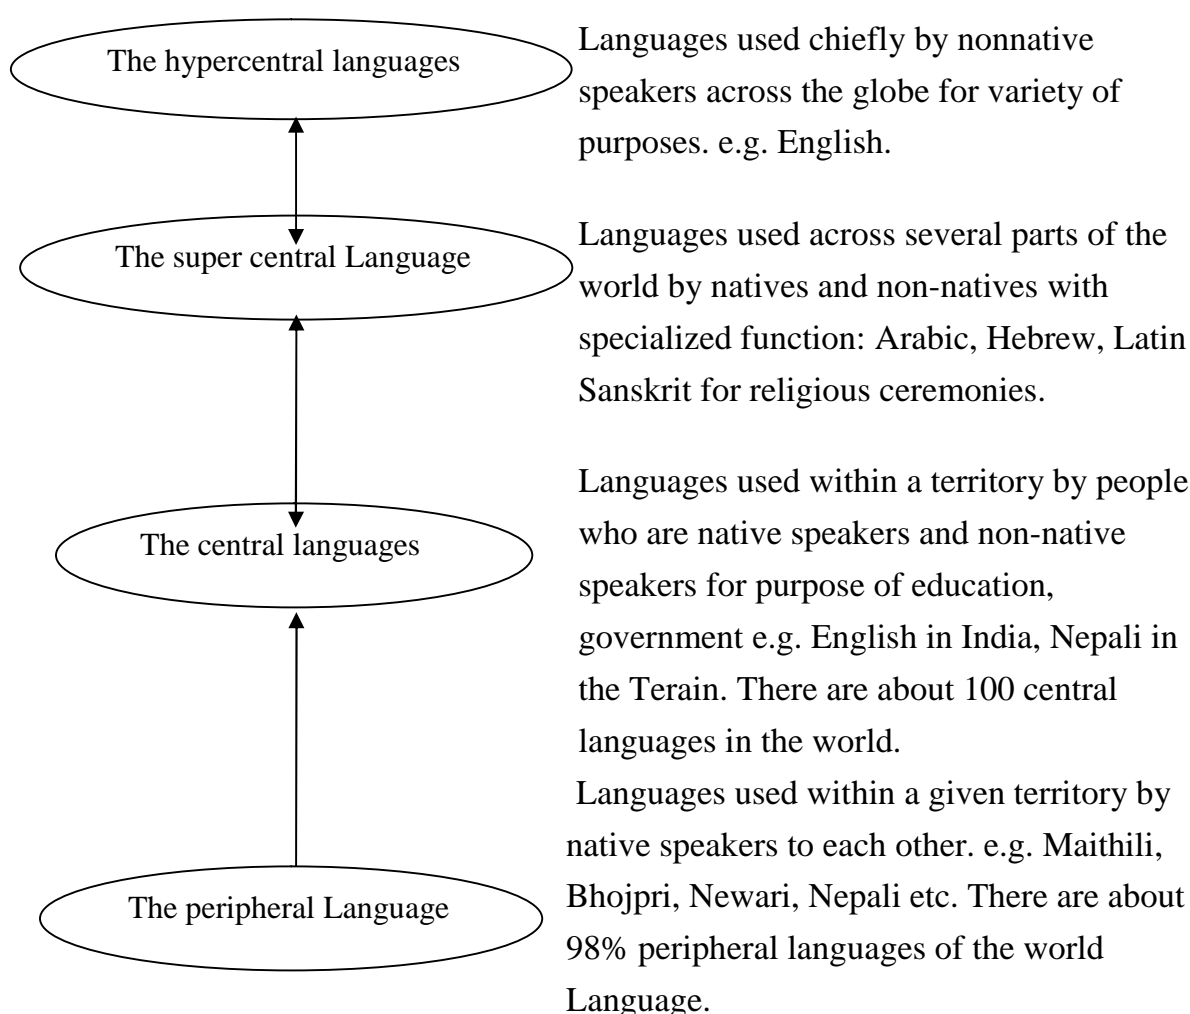 The hypercentral languages
Languages used chiefly by nonnative
speakers across the globe for variety of
purposes. e.g. English.
The super central Language
Languages used across several parts of the
world by natives and non-natives with
specialized function: Arabic, Hebrew, Latin
Sanskrit for religious ceremonies.
The central languages
Languages used within a territory by people
who are native speakers and non-native
speakers for purpose of education,
government e.g. English in India, Nepali in
the Terain. There are about 100 central
languages in the world.
The peripheral Language
Languages used within a given territory by
native speakers to each other. e.g. Maithili,
Bhojpri, Newari, Nepali etc. There are about
98% peripheral languages of the world
Language.